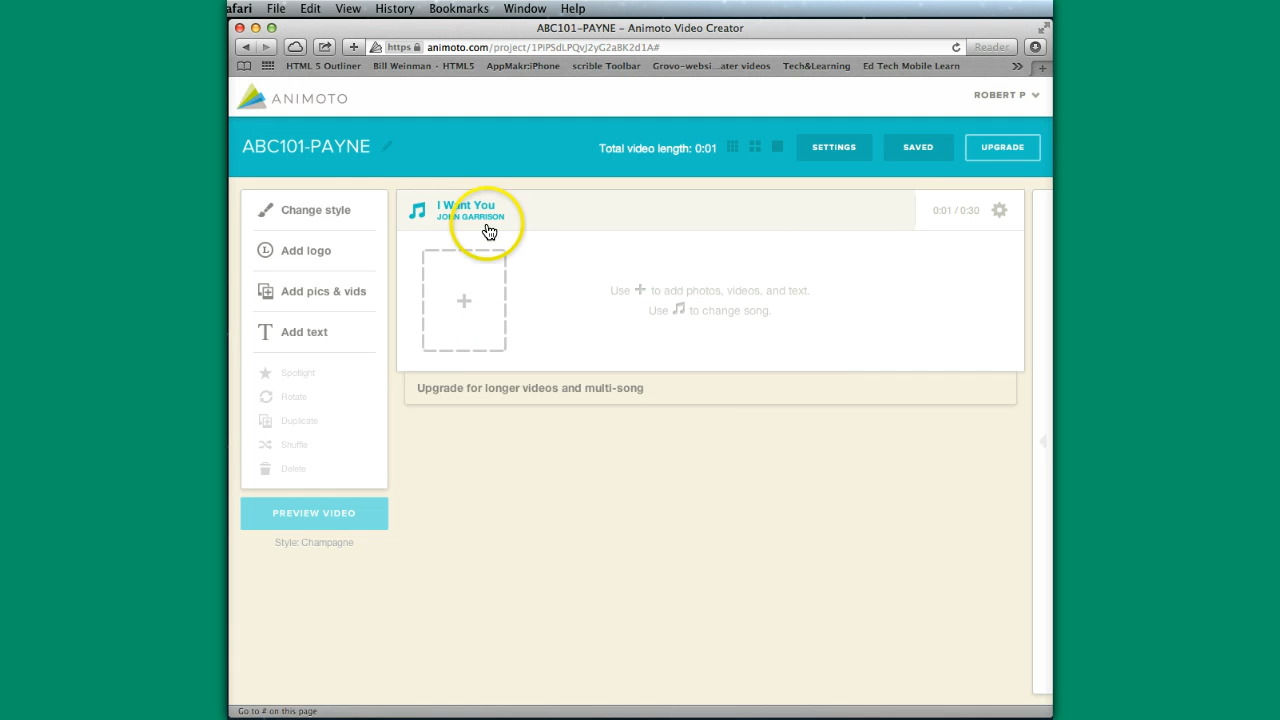 afari File Edit View History Bookmarks Window Help
ABC101-PAYNE – Animoto Video Creator
https animoto.com/project/1PiPSdLPQvJ2yG2aBK2d1A# Reader
HTML 5 Outliner Bill Weinman · HTML5 AppMakr:iPhone scrible Toolbar Grovo-websi...ater videos Tech&Learning Ed Tech Mobile Learn
ANIMOTO ROBERT P
ABC101-PAYNE Total video length: 0:01 SETTINGS SAVED UPGRADE
Change style
Add logo
Add pics & vids
Add text
Spotlight
Rotate
Duplicate
Shuffle
Delete
PREVIEW VIDEO
Style: Champagne
I Want You
JOHN GARRISON
0:01 / 0:30
Use + to add photos, videos, and text.
Use to change song.
Upgrade for longer videos and multi-song
Go to # on this page